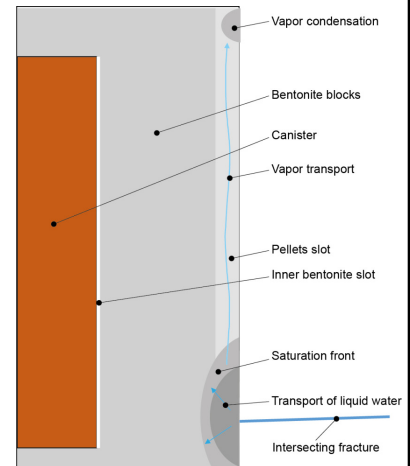 Vapor condensation
Bentonite blocks
Canister
Vapor transport
Pellets slot
Inner bentonite slot
Saturation front
Transport of liquid water
Intersecting fracture